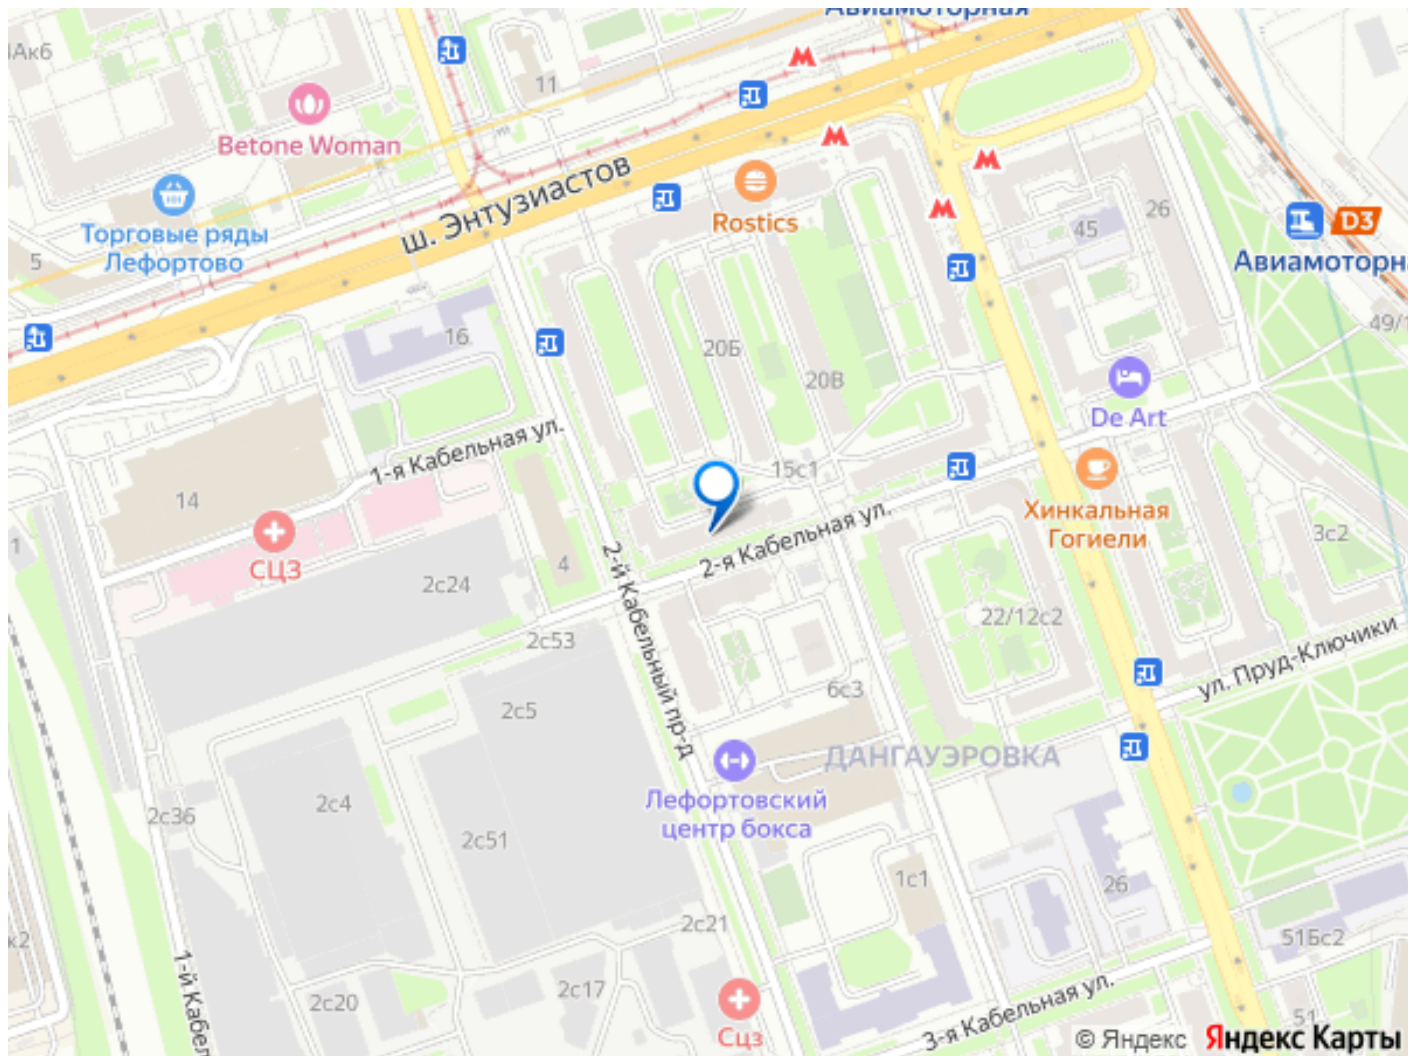 Авиамоторная
11
Betone Woman
Торговые ряды
Лефортово
5
ш. Энтузиастов
Rostics
26
45
D3
49/1
16
20Б
20В
De Art
1-я Кабельная ул.
15с1
14
Хинкальная
Гогиели
3с2
СЦЗ
2-я Кабельная ул.
4
2с24
22/12с2
2с53
2-й Кабельный пр-д
ул. Пруд-Ключики
6с3
2с5
ДАНГАУЭРОВКА
Лефортовский
центр бокса
2с4
2с36
2с51
1с1
26
2с21
51Бс2
2с17
2с20
3-я Кабельная ул.
51
Сцз
© Яндекс Яндекс Карты